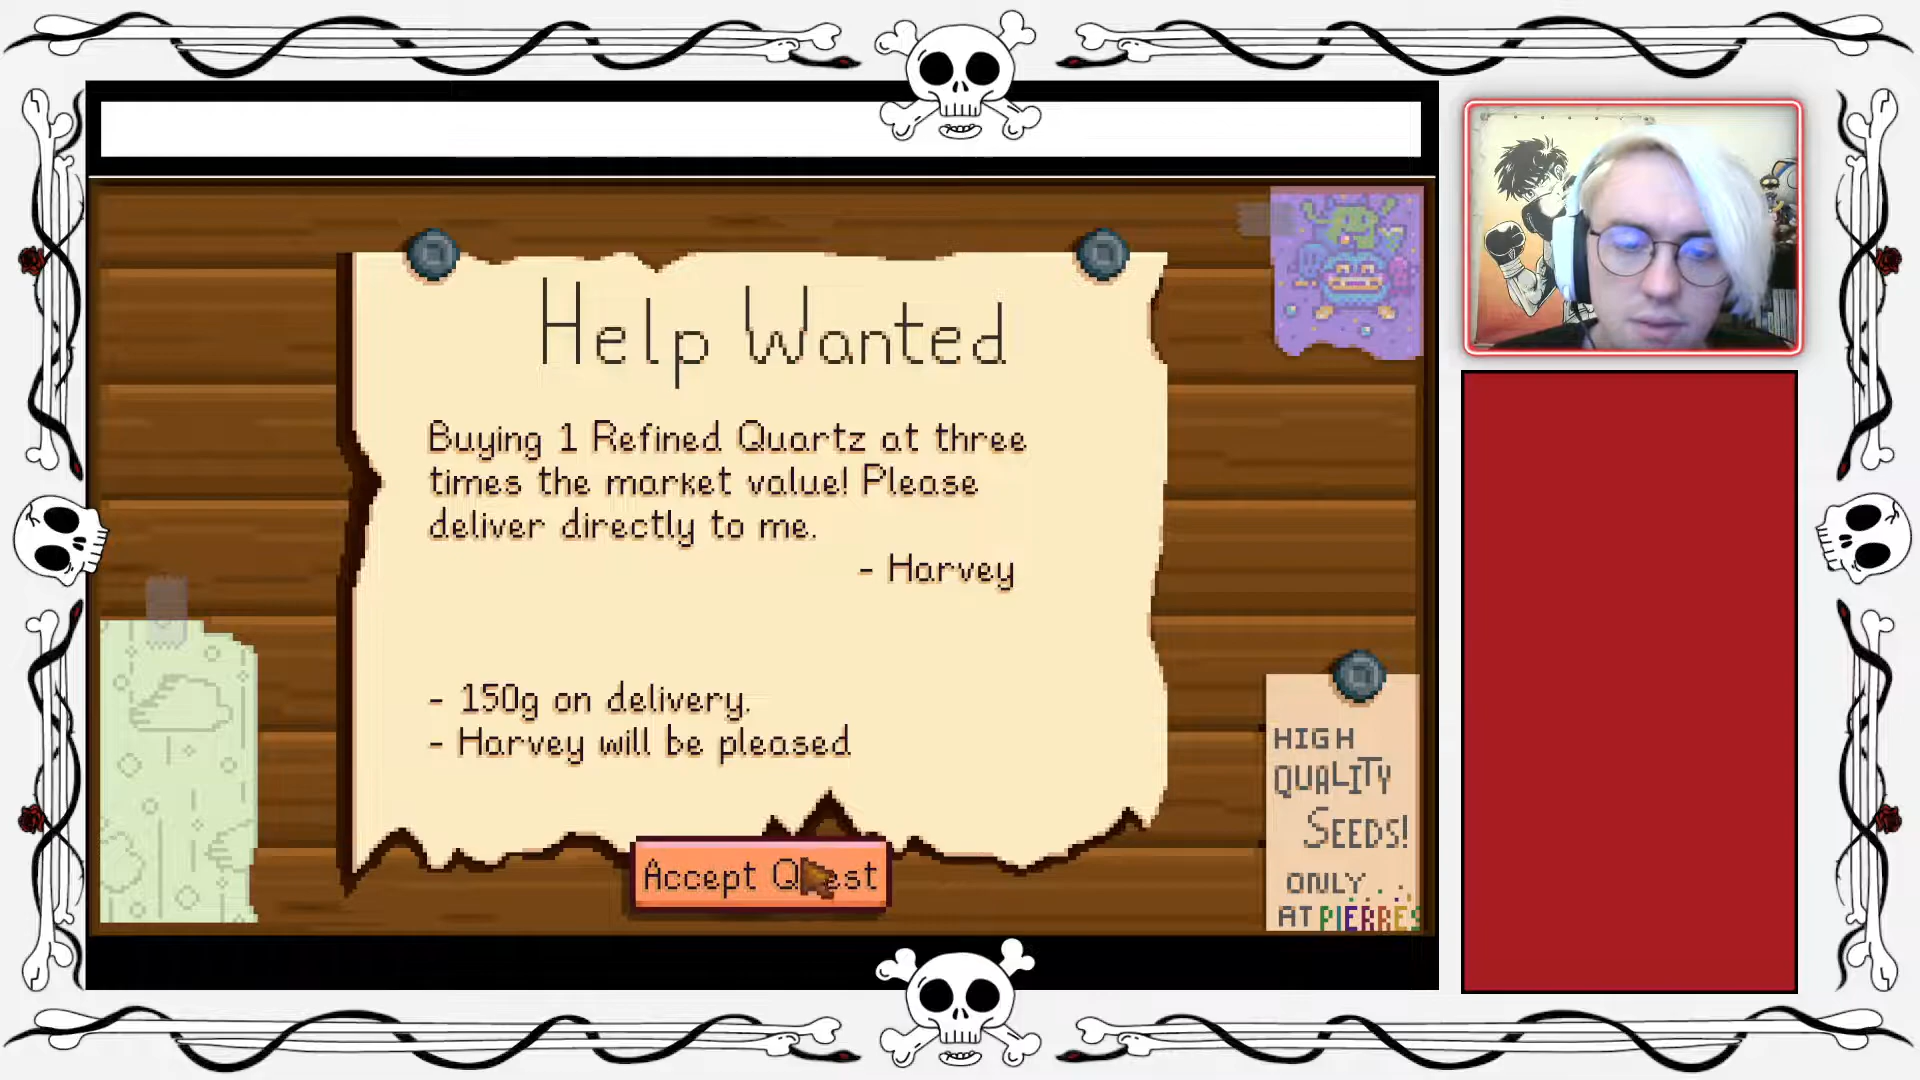 Help Wanted
Buying 1 Refined Quartz at three
times the market value! Please
deliver directly to me.
- Harvey
- 150g on delivery.
- Harvey will be pleased
Accept Quest
HIGH
QUALITY
SEEDS!
ONLY...
AT PIERRES